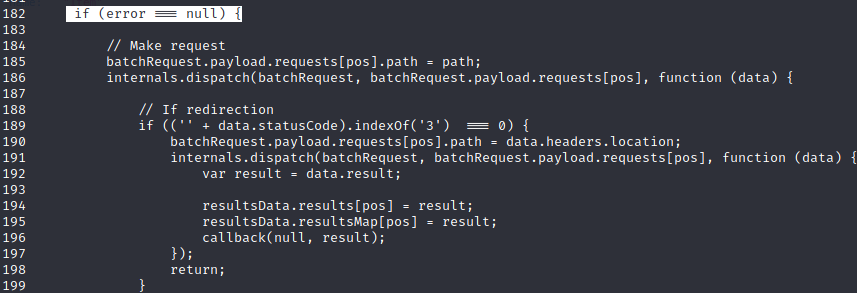 182 if (error === null) {
183
184 // Make request
185 batchRequest.payload.requests[pos].path = path;
186 internals.dispatch(batchRequest, batchRequest.payload.requests[pos], function (data) {
187
188 // If redirection
189 if (('' + data.statusCode).indexOf('3') === 0) {
190 batchRequest.payload.requests[pos].path = data.headers.location;
191 internals.dispatch(batchRequest, batchRequest.payload.requests[pos], function (data) {
192 var result = data.result;
193
194 resultsData.results[pos] = result;
195 resultsData.resultsMap[pos] = result;
196 callback(null, result);
197 });
198 return;
199 }